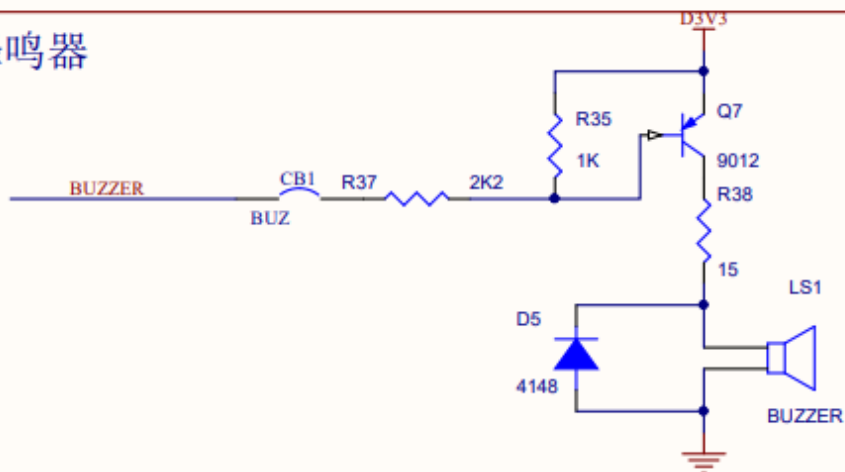 D3V3
鸣器
R35
1K
Q7
9012
BUZZER
CB1
BUZ
R37
2K2
R38
15
LS1
D5
4148
BUZZER